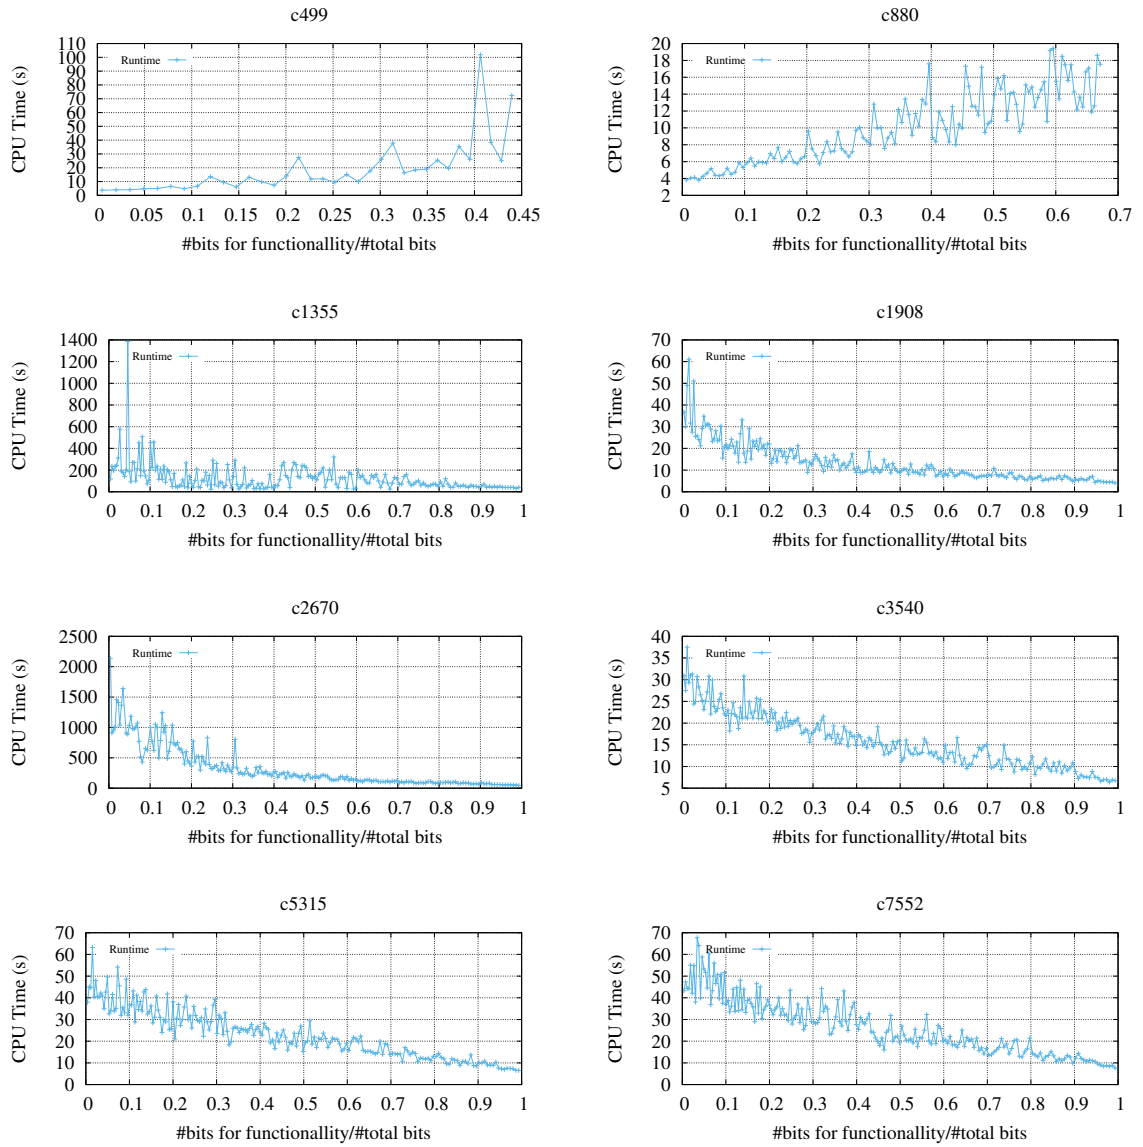 c499
CPU Time (s)
110
100
90
80
70
60
50
40
30
20
10
0
Runtime
0 0.05 0.1 0.15 0.2 0.25 0.3 0.35 0.4 0.45
#bits for functionallity/#total bits
c880
CPU Time (s)
20
18
16
14
12
10
8
6
4
2
Runtime
0 0.1 0.2 0.3 0.4 0.5 0.6 0.7
#bits for functionallity/#total bits
c1355
CPU Time (s)
1400
1200
1000
800
600
400
200
0
Runtime
0 0.1 0.2 0.3 0.4 0.5 0.6 0.7 0.8 0.9 1
#bits for functionallity/#total bits
c1908
CPU Time (s)
70
60
50
40
30
20
10
0
Runtime
0 0.1 0.2 0.3 0.4 0.5 0.6 0.7 0.8 0.9 1
#bits for functionallity/#total bits
c2670
CPU Time (s)
2500
2000
1500
1000
500
0
Runtime
0 0.1 0.2 0.3 0.4 0.5 0.6 0.7 0.8 0.9 1
#bits for functionallity/#total bits
c3540
CPU Time (s)
40
35
30
25
20
15
10
5
Runtime
0 0.1 0.2 0.3 0.4 0.5 0.6 0.7 0.8 0.9 1
#bits for functionallity/#total bits
c5315
CPU Time (s)
70
60
50
40
30
20
10
0
Runtime
0 0.1 0.2 0.3 0.4 0.5 0.6 0.7 0.8 0.9 1
#bits for functionallity/#total bits
c7552
CPU Time (s)
70
60
50
40
30
20
10
0
Runtime
0 0.1 0.2 0.3 0.4 0.5 0.6 0.7 0.8 0.9 1
#bits for functionallity/#total bits